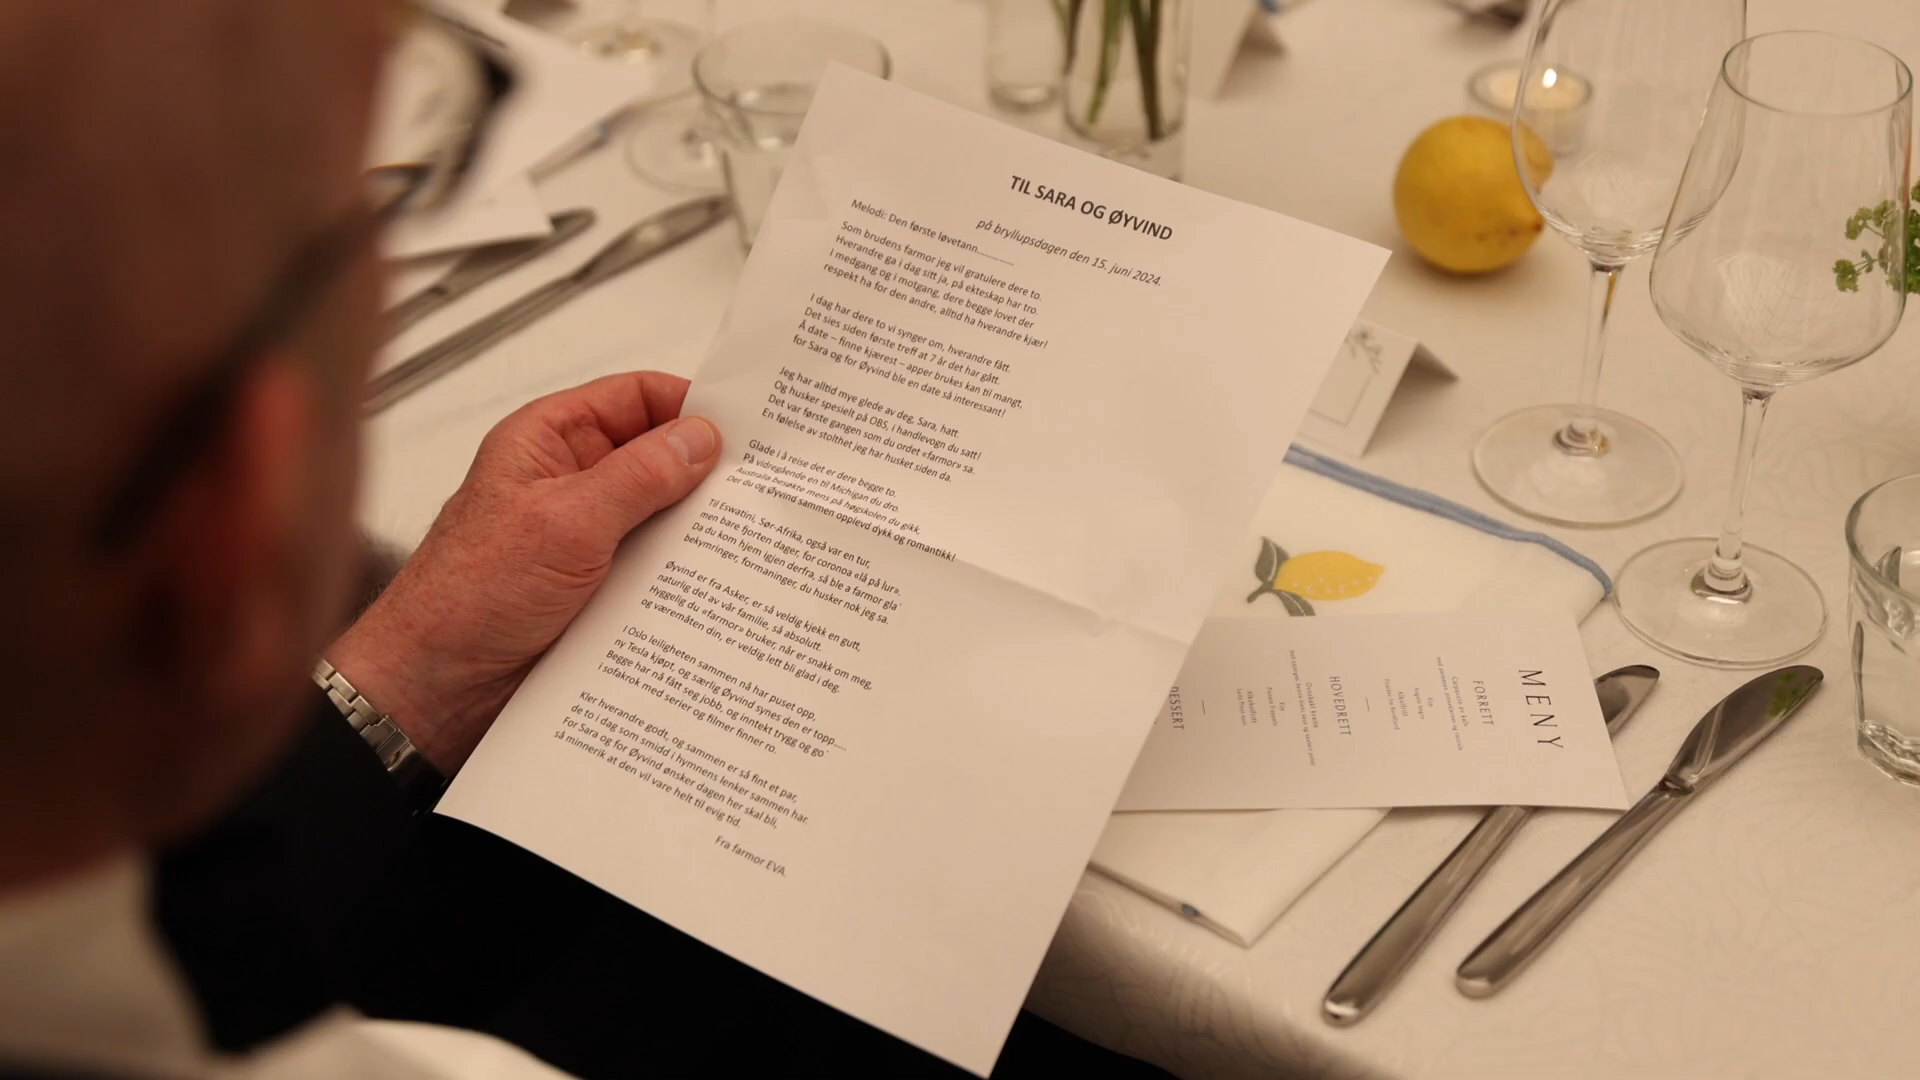 TIL SARA OG ØYVIND
på bryllupsdagen den 15. juni 2024.
Melodi: Den første løvetann..............
Som brudens farmor jeg vil gratulere dere to.
Hverandre ga i dag sitt ja, på ekteskap har tro.
I medgang og i motgang, dere begge lovet der
respekt ha for den andre, alltid ha hverandre kjær!
I dag har dere to vi synger om, hverandre fått.
Det sies siden første treff at 7 år det har gått.
Å date – finne kjærest – apper brukes kan til mangt,
for Sara og for Øyvind ble en date så interessant!
Jeg har alltid mye glede av deg, Sara, hatt.
Og husker spesielt på OBS, i handlevogn du satt!
Det var første gangen som du ordet «farmor» sa.
En følelse av stolthet jeg har husket siden da.
Glade i å reise det er dere begge to.
På vidregående en til Michigan du dro.
Australia besøkte mens på høgskolen du gikk,
Der du og Øyvind sammen opplevd dykk og romantikk!
Til Eswatini, Sør-Afrika, også var en tur,
men bare fjorten dager, for coronoa «lå på lur».
Da du kom hjem igjen derfra, så ble a farmor gla´
bekymringer, formaninger, du husker nok jeg sa.
Øyvind er fra Asker, er så veldig kjekk en gutt,
naturlig del av vår familie, så absolutt.
Hyggelig du «farmor» bruker, når er snakk om meg,
og væremåten din, er veldig lett bli glad i deg.
I Oslo leiligheten sammen nå har pusset opp,
ny Tesla kjøpt, og særlig Øyvind synes den er topp.....
Begge har nå fått seg jobb, og inntekt trygg og go´
i sofakrok med serier og filmer finner ro.
Kler hverandre godt, og sammen er så fint et par,
de to i dag som smidd i hymnens lenker sammen har.
For Sara og for Øyvind ønsker dagen her skal bli,
så minnerik at den vil vare helt til evig tid.
Fra farmor EVA.
MENY
FORRETT
HOVEDRETT
DESSERT